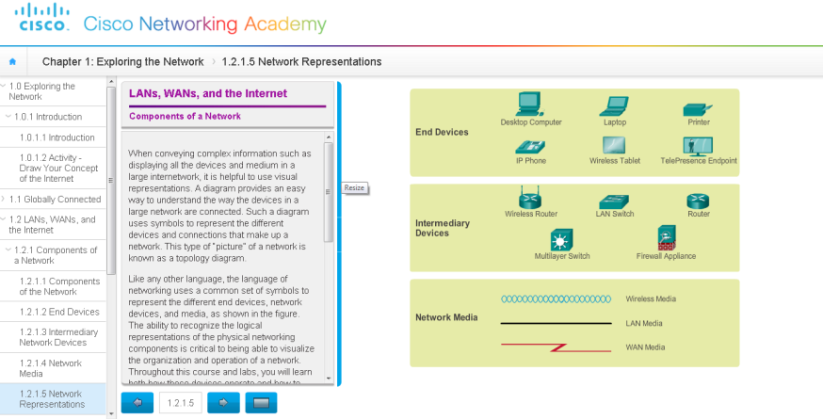 cisco.
Cisco Networking Academy
Chapter 1: Exploring the Network > 1.2.1.5 Network Representations
1.0 Exploring the
Network
1.0.1 Introduction
1.0.1.1 Introduction
1.0.1.2 Activity -
Draw Your Concept
of the Internet
1.1 Globally Connected
1.2 LANs, WANs, and
the Internet
1.2.1 Components of
a Network
1.2.1.1 Components
of the Network
1.2.1.2 End Devices
1.2.1.3 Intermediary
Network Devices
1.2.1.4 Network
Media
1.2.1.5 Network
Representations
LANs, WANs, and the Internet
Components of a Network
When conveying complex information such as
displaying all the devices and medium in a
large internetwork, it is helpful to use visual
representations. A diagram provides an easy
way to understand the way the devices in a
large network are connected. Such a diagram
uses symbols to represent the different
devices and connections that make up a
network. This type of "picture" of a network is
known as a topology diagram.
Like any other language, the language of
networking uses a common set of symbols to
represent the different end devices, network
devices, and media, as shown in the figure.
The ability to recognize the logical
representations of the physical networking
components is critical to being able to visualize
the organization and operation of a network.
Throughout this course and labs, you will learn
both how these devices operate and how to
1.2.1.5
Resize
End Devices
Desktop Computer
Laptop
Printer
IP Phone
Wireless Tablet
TelePresence Endpoint
Intermediary
Devices
Wireless Router
LAN Switch
Router
Multilayer Switch
Firewall Appliance
Network Media
Wireless Media
LAN Media
WAN Media